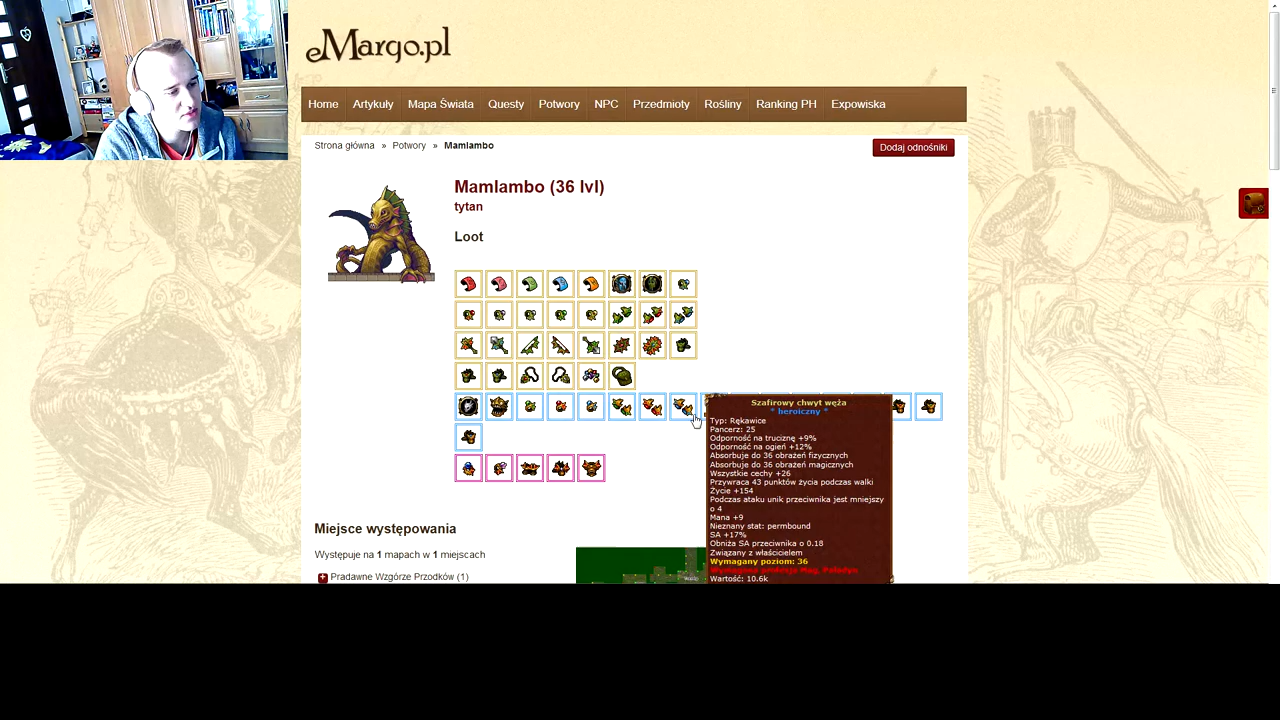 Margo.pl
Home Artykuły Mapa Świata Questy Potwory NPC Przedmioty Rośliny Ranking PH Expowiska
Strona główna » Potwory » Mamlambo
Dodaj odnośniki
Mamlambo (36 lvl)
tytan
Loot
Szafirowy chwyt węża
* heroiczny *
Typ: Rękawice
Pancerz: 25
Odporność na truciznę +9%
Odporność na ogień +12%
Absorbuje do 36 obrażeń fizycznych
Absorbuje do 36 obrażeń magicznych
Wszystkie cechy +26
Przywraca 43 punktów życia podczas walki
Życie +154
Podczas ataku unik przeciwnika jest mniejszy
o 4
Mana +9
Nieznany stat: permbound
SA +17%
Obniża SA przeciwnika o 0.18
Związany z właścicielem
Wymagany poziom: 36
Wymagana profesja: Mag, Paladyn
Wartość: 10.6k
Miejsce występowania
Występuje na 1 mapach w 1 miejscach
Pradawne Wzgórze Przodków (1)